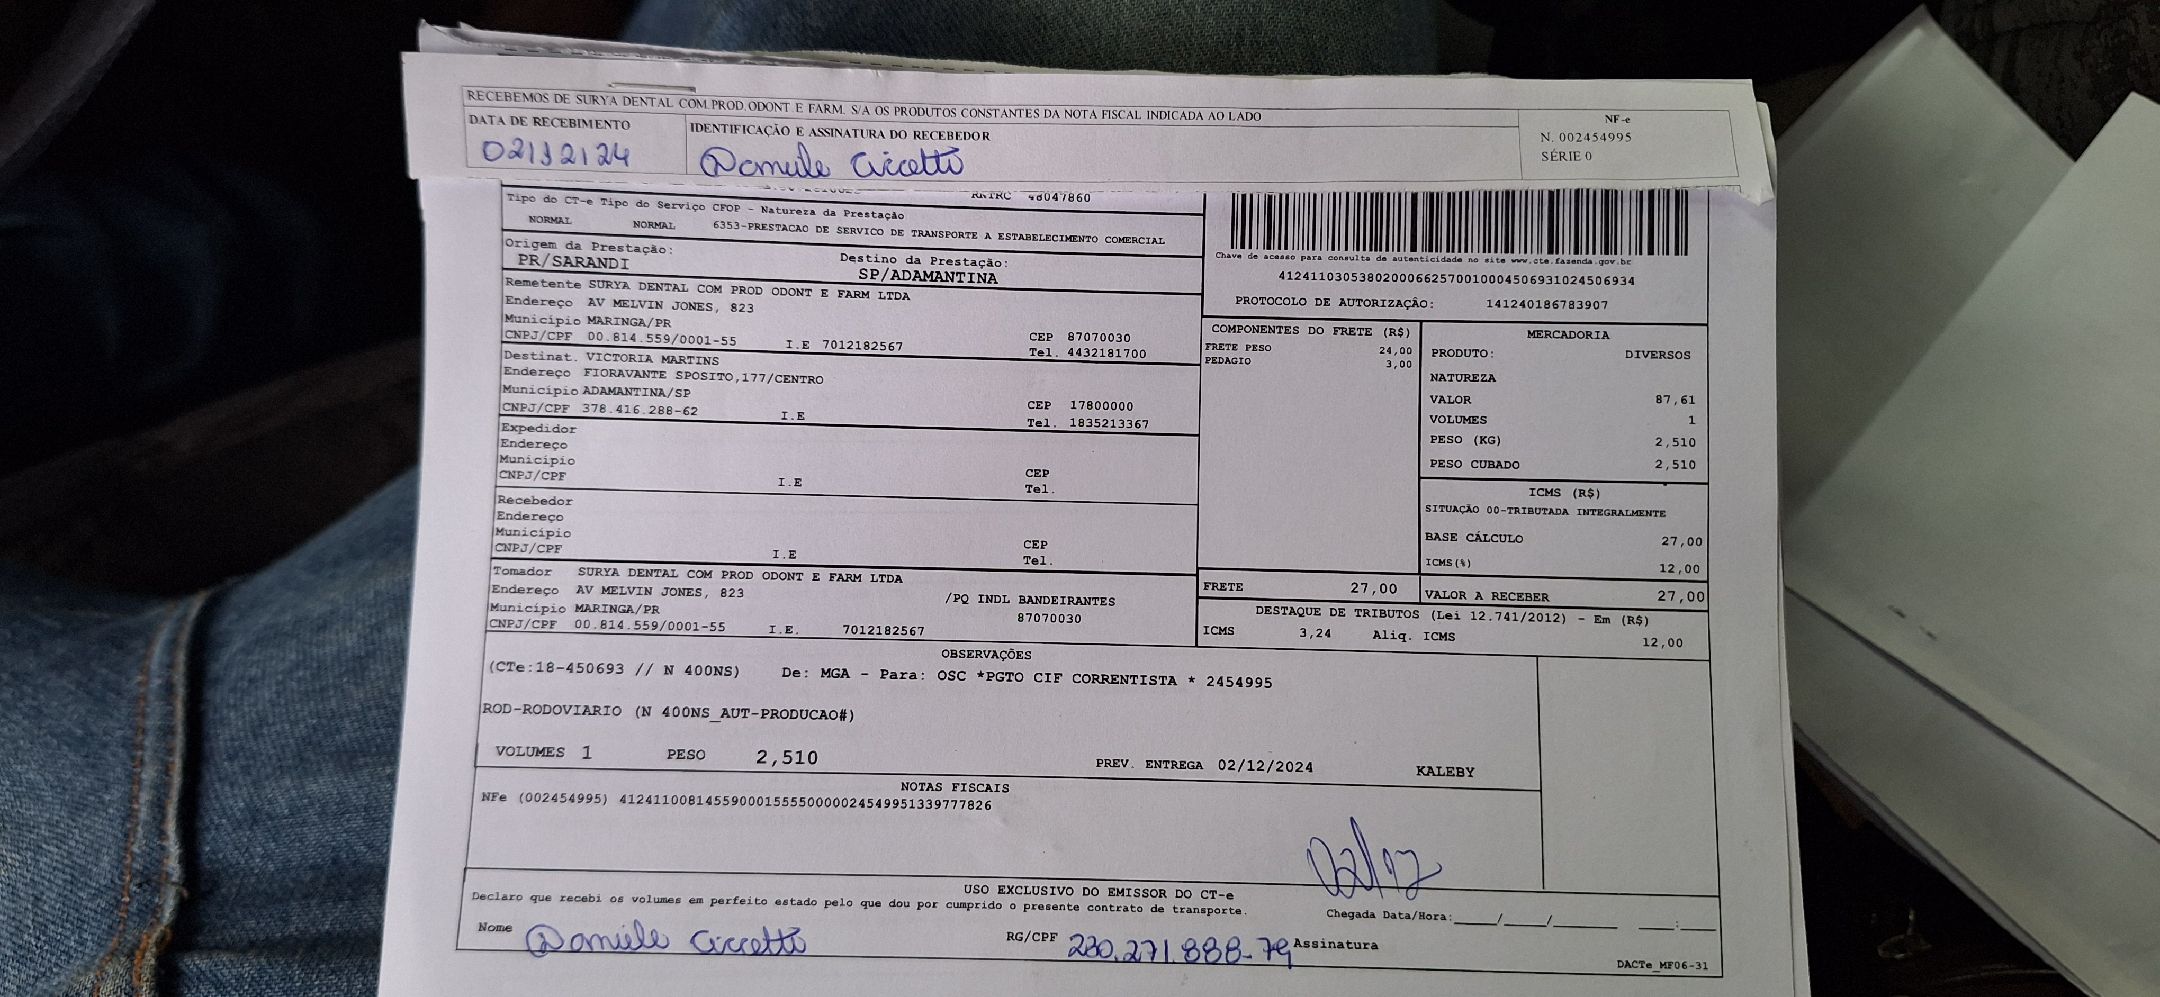 RECEBEMOS DE SURYA DENTAL COM.PROD.ODONT E FARM. S/A OS PRODUTOS CONSTANTES DA NOTA FISCAL INDICADA AO LADO
DATA DE RECEBIMENTO
02/12/24
IDENTIFICAÇÃO E ASSINATURA DO RECEBEDOR
NF-e
N. 002454995
SÉRIE 0
RNTRC 48047860
Tipo do CT-e Tipo do Serviço CFOP - Natureza da Prestação
NORMAL NORMAL 6353-PRESTACAO DE SERVICO DE TRANSPORTE A ESTABELECIMENTO COMERCIAL
Origem da Prestação: Destino da Prestação:
PR/SARANDI SP/ADAMANTINA
Chave de acesso para consulta de autenticidade no site www.cte.fazenda.gov.br
41241103053802000662570010004506931024506934
PROTOCOLO DE AUTORIZAÇÂO: 141240186783907
Remetente SURYA DENTAL COM PROD ODONT E FARM LTDA
Endereço AV MELVIN JONES, 823
Município MARINGA/PR
CNPJ/CPF 00.814.559/0001-55 I.E 7012182567
CEP 87070030
Tel. 4432181700
Destinat. VICTORIA MARTINS
Endereço FIORAVANTE SPOSITO,177/CENTRO
Município ADAMANTINA/SP
CNPJ/CPF 378.416.288-62 I.E
CEP 17800000
Tel. 1835213367
Expedidor
Endereço
Município
CNPJ/CPF I.E
CEP
Tel.
Recebedor
Endereço
Município
CNPJ/CPF I.E
CEP
Tel.
Tomador SURYA DENTAL COM PROD ODONT E FARM LTDA
Endereço AV MELVIN JONES, 823 /PQ INDL BANDEIRANTES
Município MARINGA/PR 87070030
CNPJ/CPF 00.814.559/0001-55 I.E. 7012182567
COMPONENTES DO FRETE (R$)
FRETE PESO 24,00
PEDAGIO 3,00
MERCADORIA
PRODUTO: DIVERSOS
NATUREZA
VALOR 87,61
VOLUMES 1
PESO (KG) 2,510
PESO CUBADO 2,510
ICMS (R$)
SITUAÇÃO 00-TRIBUTADA INTEGRALMENTE
BASE CÁLCULO 27,00
ICMS(%) 12,00
FRETE 27,00 VALOR A RECEBER 27,00
DESTAQUE DE TRIBUTOS (Lei 12.741/2012) - Em (R$)
ICMS 3,24 Aliq. ICMS 12,00
OBSERVAÇÕES
(CTe:18-450693 // N 400NS) De: MGA - Para: OSC *PGTO CIF CORRENTISTA * 2454995
ROD-RODOVIARIO (N 400NS_AUT-PRODUCAO#)
VOLUMES 1 PESO 2,510 PREV. ENTREGA 02/12/2024 KALEBY
NOTAS FISCAIS
NFe (002454995) 41241100814559000155550000024549951339777826
02/12
USO EXCLUSIVO DO EMISSOR DO CT-e
Declaro que recebi os volumes em perfeito estado pelo que dou por cumprido o presente contrato de transporte.
Chegada Data/Hora:____/____/______ ____:____
Nome RG/CPF 230.271.888-79 Assinatura
DACTe_MF06-31